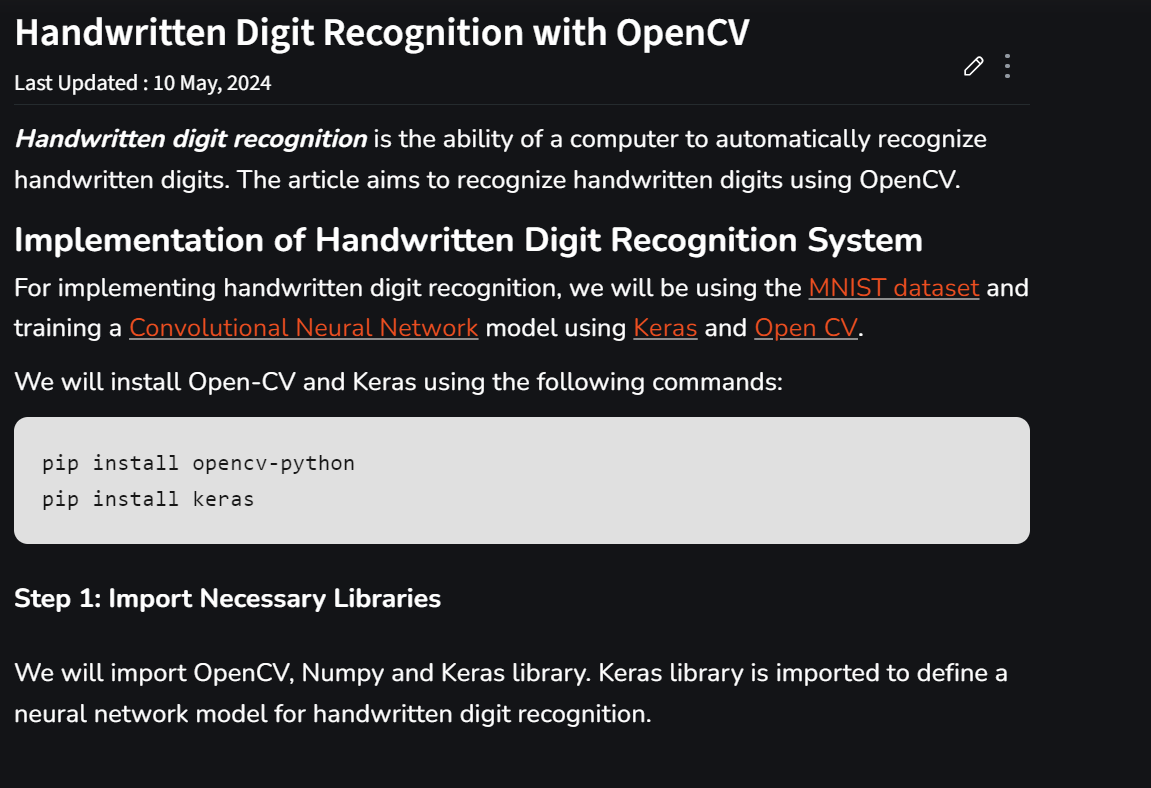 Handwritten Digit Recognition with OpenCV
Last Updated : 10 May, 2024
Handwritten digit recognition is the ability of a computer to automatically recognize
handwritten digits. The article aims to recognize handwritten digits using OpenCV.
Implementation of Handwritten Digit Recognition System
For implementing handwritten digit recognition, we will be using the MNIST dataset and
training a Convolutional Neural Network model using Keras and Open CV.
We will install Open-CV and Keras using the following commands:
pip install opencv-python
pip install keras
Step 1: Import Necessary Libraries
We will import OpenCV, Numpy and Keras library. Keras library is imported to define a
neural network model for handwritten digit recognition.